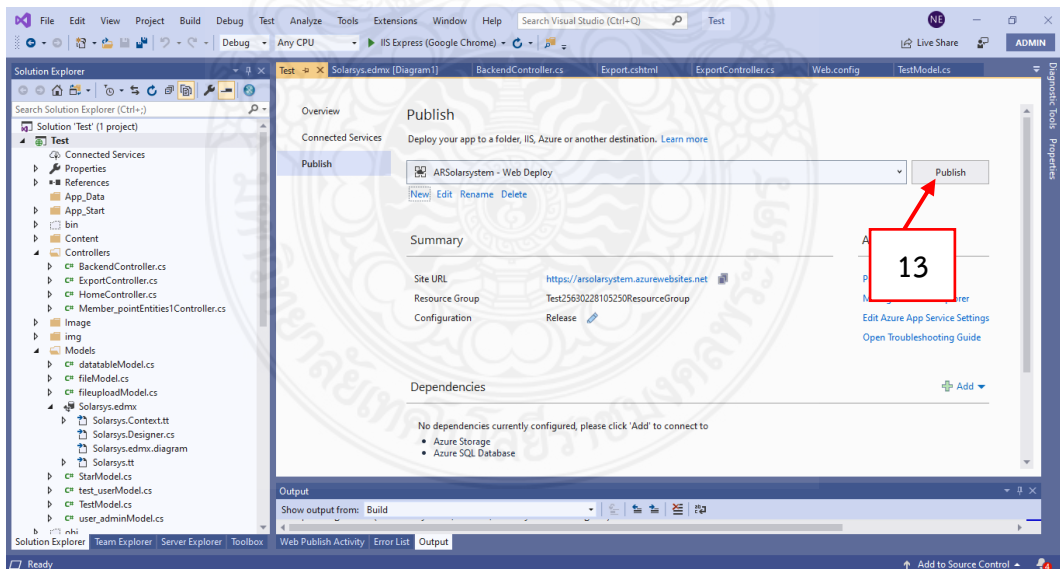 File Edit View Project Build Debug Test Analyze Tools Extensions Window Help Search Visual Studio (Ctrl+Q) Test NE
Debug Any CPU IIS Express (Google Chrome) Live Share ADMIN
Solution Explorer
Search Solution Explorer (Ctrl+;)
Solution 'Test' (1 project)
Test
Connected Services
Properties
References
App_Data
App_Start
bin
Content
Controllers
C# BackendController.cs
C# ExportController.cs
C# HomeController.cs
C# Member_pointEntities1Controller.cs
Image
img
Models
C# datatableModel.cs
C# fileModel.cs
C# fileuploadModel.cs
Solarsys.edmx
Solarsys.Context.tt
Solarsys.Designer.cs
Solarsys.edmx.diagram
Solarsys.tt
C# StarModel.cs
C# test_userModel.cs
C# TestModel.cs
C# user_adminModel.cs
obj
Solution Explorer Team Explorer Server Explorer Toolbox
Test Solarsys.edmx [Diagram1] BackendController.cs Export.cshtml ExportController.cs Web.config TestModel.cs
Overview
Connected Services
Publish
Publish
Deploy your app to a folder, IIS, Azure or another destination. Learn more
ARSolarsystem - Web Deploy Publish
New Edit Rename Delete
Summary
13
Site URL https://arsolarsystem.azurewebsites.net
Resource Group Test25630228105250ResourceGroup
Configuration Release
Edit Azure App Service Settings
Open Troubleshooting Guide
Dependencies Add
No dependencies currently configured, please click 'Add' to connect to
• Azure Storage
• Azure SQL Database
Output
Show output from: Build
Web Publish Activity Error List Output
Diagnostic Tools
Properties
Ready Add to Source Control 4